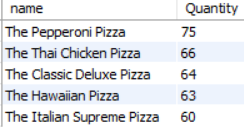 name Quantity
The Pepperoni Pizza 75
The Thai Chicken Pizza 66
The Classic Deluxe Pizza 64
The Hawaiian Pizza 63
The Italian Supreme Pizza 60